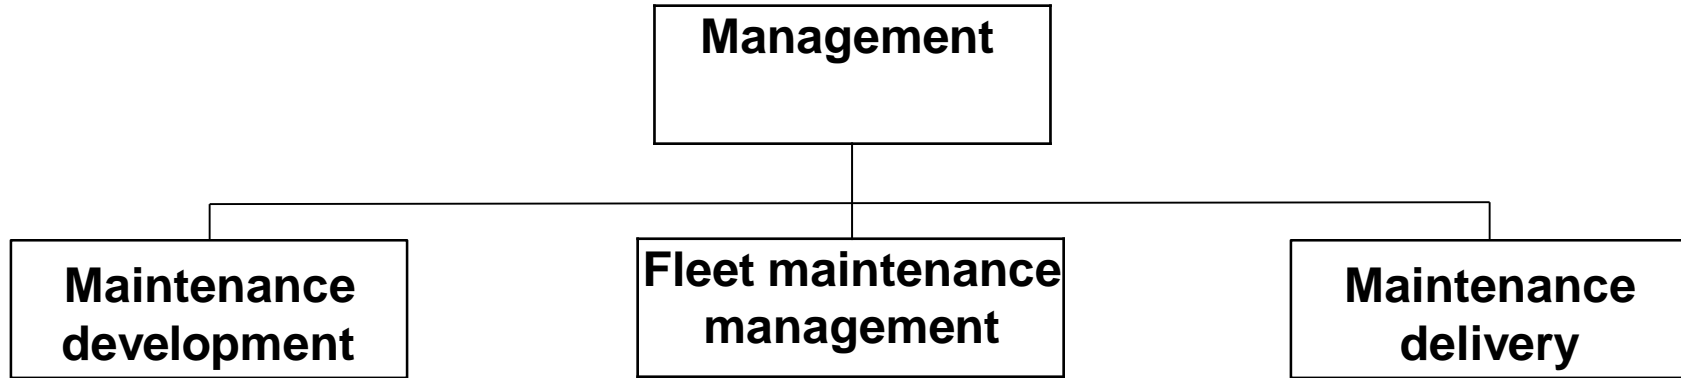 Management
Maintenance
development
Fleet maintenance
management
Maintenance
delivery